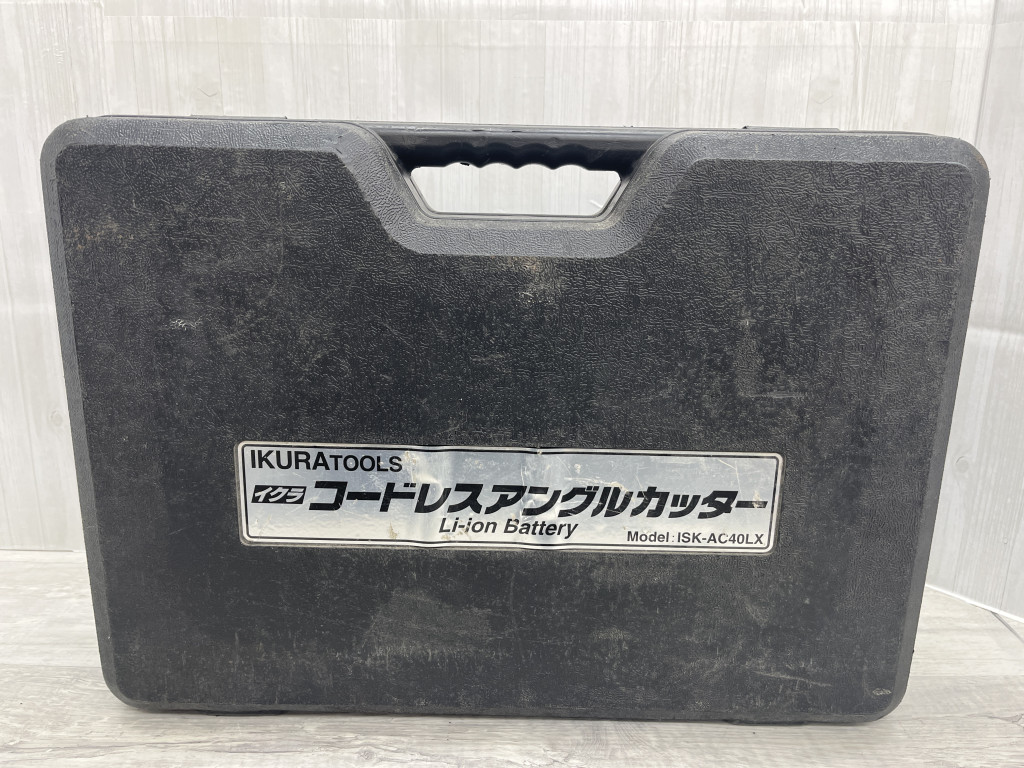 IKURATOOLS
イクラ コードレスアングルカッター
Li-ion Battery
Model: ISK-AC40LX